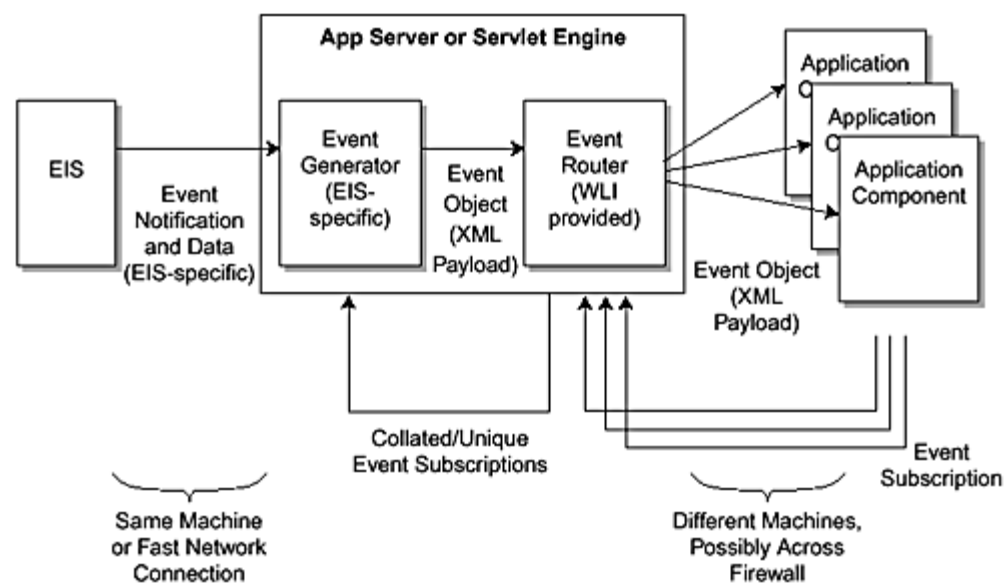 App Server or Servlet Engine
EIS
Event
Notification
and Data
(EIS-specific)
Event
Generator
(EIS-
specific)
Event
Object
(XML
Payload)
Event
Router
(WLI
provided)
Application
C
Application
C
Application
Component
Event Object
(XML
Payload)
Collated/Unique
Event Subscriptions
Event
Subscription
Same Machine
or Fast Network
Connection
Different Machines,
Possibly Across
Firewall